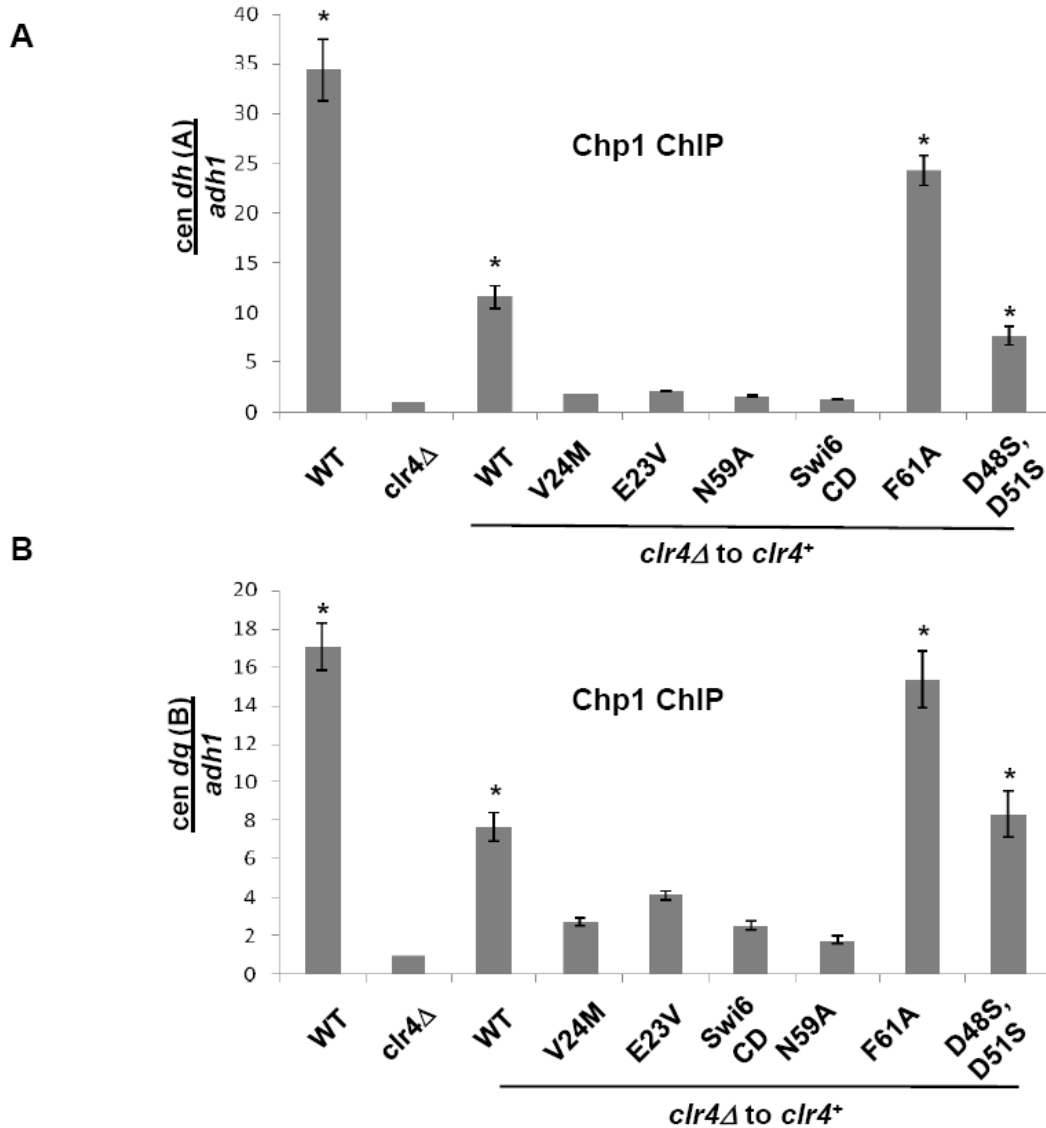 A
40
*
35
30
25
20
15
10
5
0
cen dh (A)
adh1
Chp1 ChIP
*
*
*
WT
clr4Δ
WT
V24M
E23V
N59A
Swi6
CD
F61A
D48S,
D51S
clr4Δ to clr4⁺
B
20
18
16
14
12
10
8
6
4
2
0
cen dg (B)
adh1
Chp1 ChIP
*
*
*
*
WT
clr4Δ
WT
V24M
E23V
Swi6
CD
N59A
F61A
D48S,
D51S
clr4Δ to clr4⁺